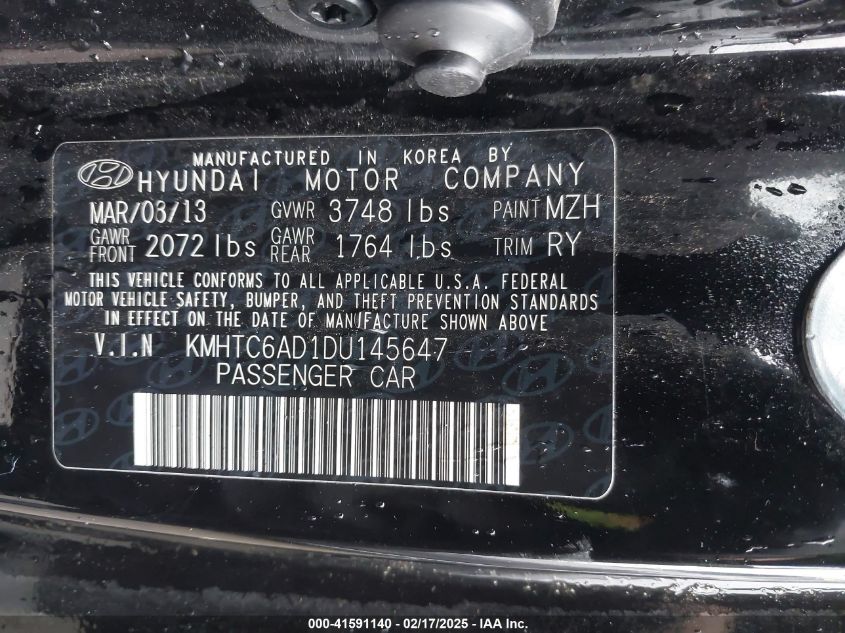 MANUFACTURED IN KOREA BY
HYUNDAI MOTOR COMPANY
MAR/08/13 GVWR 3748 lbs PAINT MZH
GAWR FRONT 2072 lbs GAWR REAR 1764 lbs TRIM RY
THIS VEHICLE CONFORMS TO ALL APPLICABLE U.S.A. FEDERAL
MOTOR VEHICLE SAFETY, BUMPER, AND THEFT PREVENTION STANDARDS
IN EFFECT ON THE DATE OF MANUFACTURE SHOWN ABOVE
V.I.N KMHTC6AD1DU145647
PASSENGER CAR
000-41591140 - 02/17/2025 - IAA Inc.